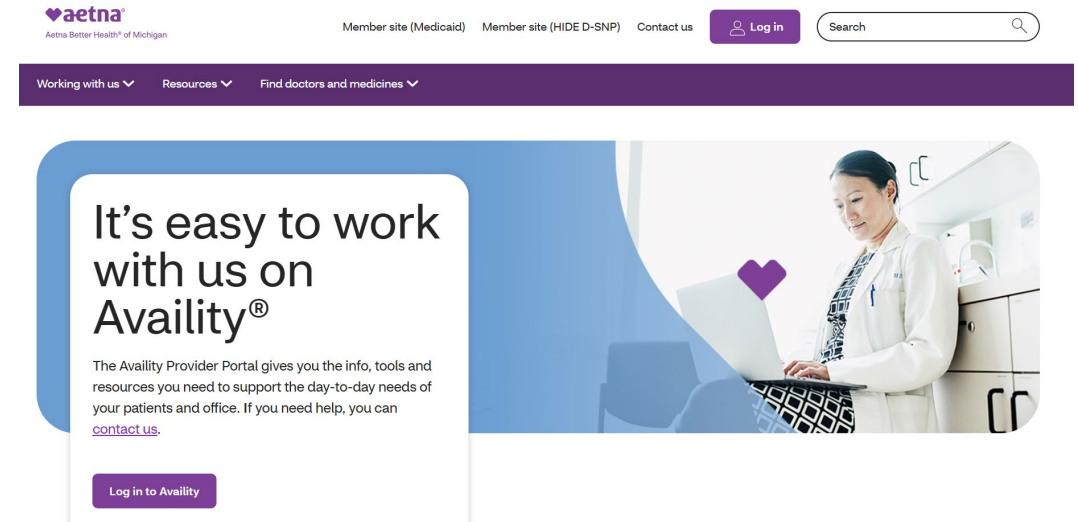 aetna®
Aetna Better Health® of Michigan
Member site (Medicaid)
Member site (HIDE D-SNP)
Contact us
Log in
Search
Working with us
Resources
Find doctors and medicines
It’s easy to work
with us on
Availity®
The Availity Provider Portal gives you the info, tools and
resources you need to support the day-to-day needs of
your patients and office. If you need help, you can
contact us.
Log in to Availity